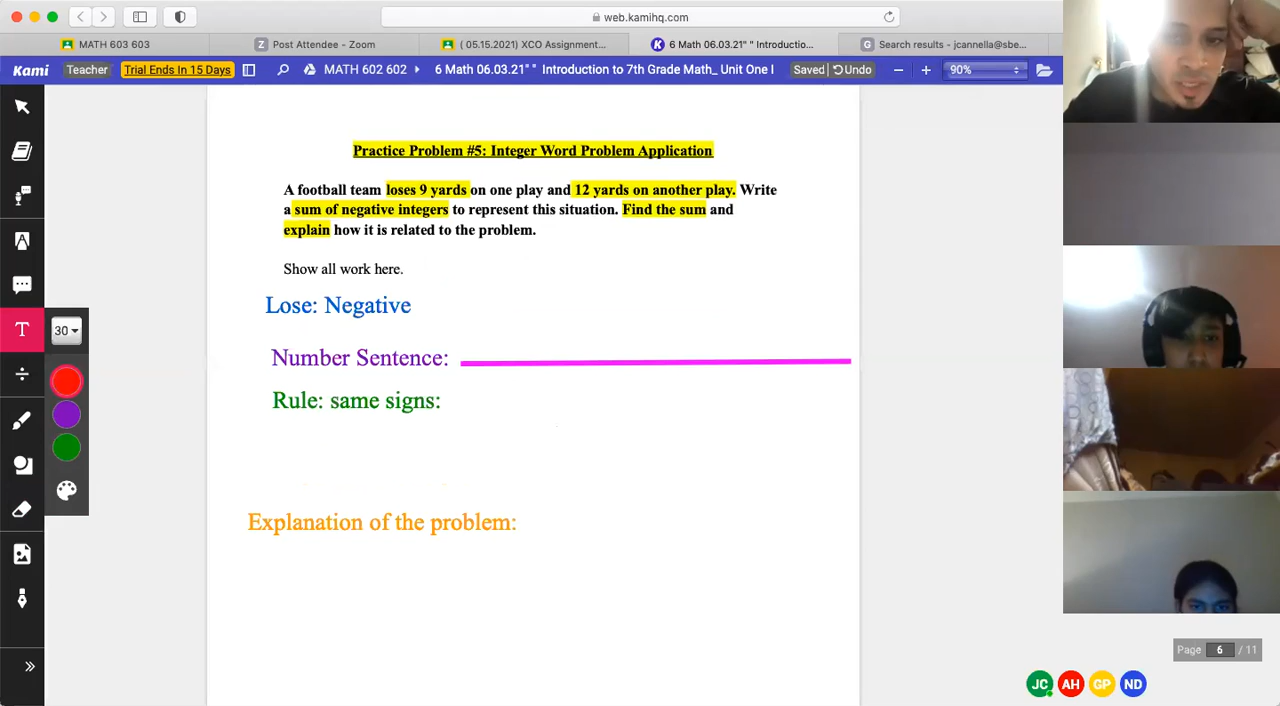 web.kamihq.com
MATH 603 603
Post Attendee - Zoom
( 05.15.2021) XCO Assignment...
6 Math 06.03.21" " Introductio...
Search results - jcannella@sbe...
Kami
Teacher
Trial Ends In 15 Days
MATH 602 602
6 Math 06.03.21"" Introduction to 7th Grade Math_ Unit One I
Saved
Undo
90%
Practice Problem #5: Integer Word Problem Application
A football team loses 9 yards on one play and 12 yards on another play. Write
a sum of negative integers to represent this situation. Find the sum and
explain how it is related to the problem.
Show all work here.
Lose: Negative
Number Sentence:
Rule: same signs:
Explanation of the problem:
T
30
Page 6 / 11
JC AH GP ND